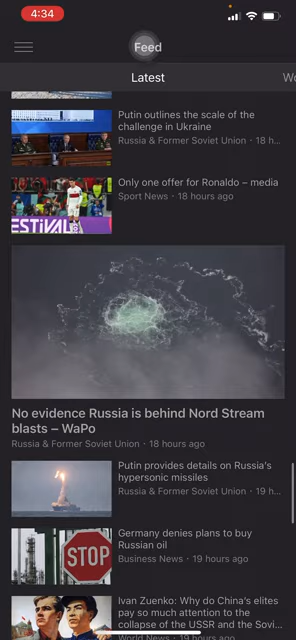 4:34
Feed
Latest
Wo
Putin outlines the scale of the
challenge in Ukraine
Russia & Former Soviet Union · 18 h...
Only one offer for Ronaldo – media
Sport News · 18 hours ago
ESTIVAL
No evidence Russia is behind Nord Stream
blasts – WaPo
Russia & Former Soviet Union · 18 hours ago
Putin provides details on Russia's
hypersonic missiles
Russia & Former Soviet Union · 19 h...
Germany denies plans to buy
Russian oil
Business News · 19 hours ago
STOP
Ivan Zuenko: Why do China's elites
pay so much attention to the
collapse of the USSR and the Sovi...
World News · 19 hours ago